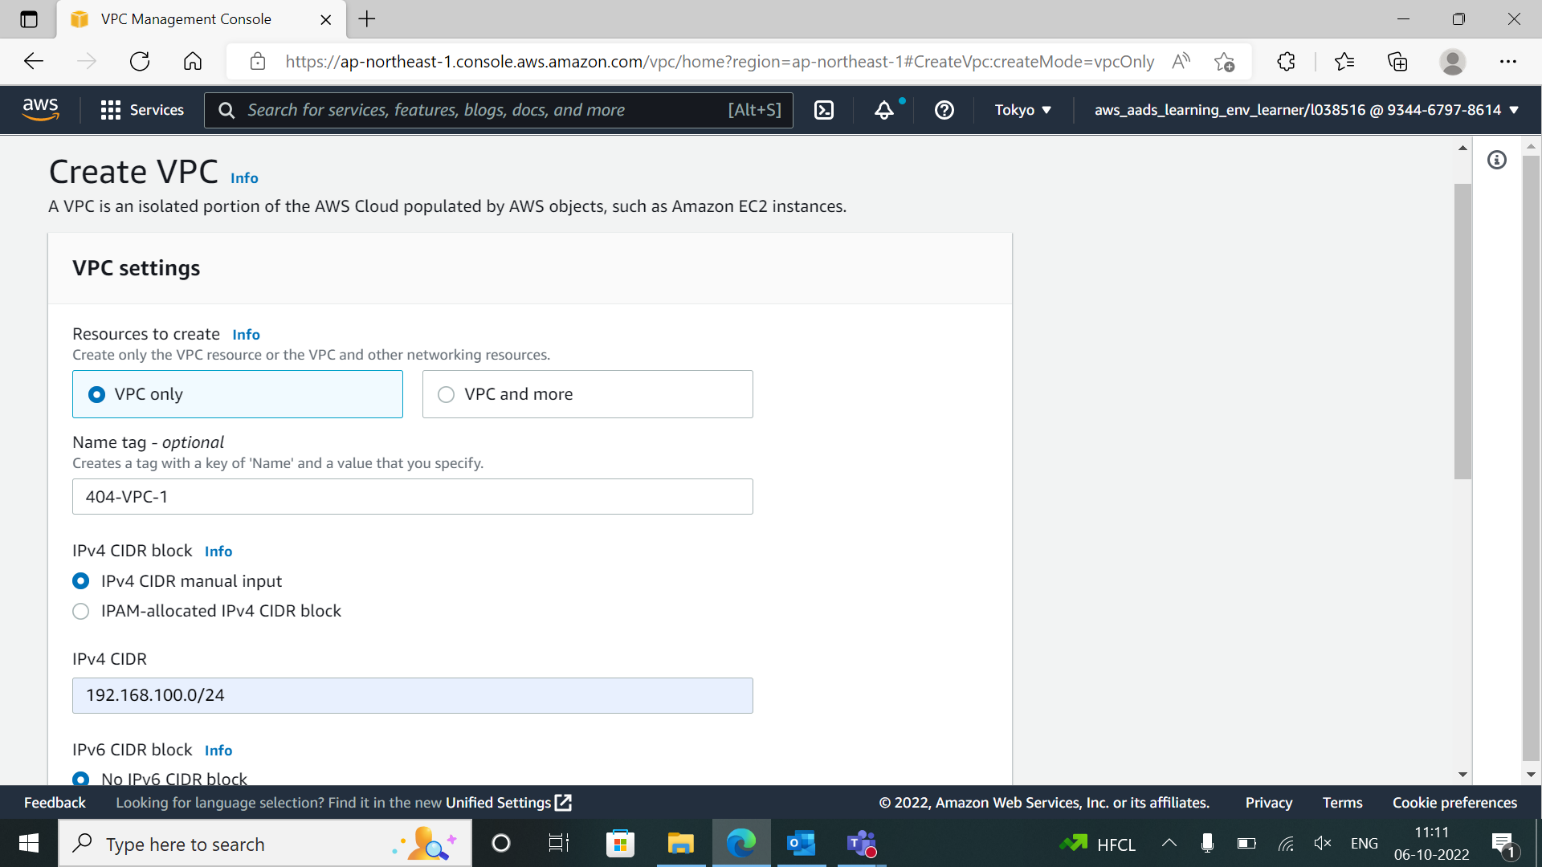 VPC Management Console
https://ap-northeast-1.console.aws.amazon.com/vpc/home?region=ap-northeast-1#CreateVpc:createMode=vpcOnly
aws
Services
Search for services, features, blogs, docs, and more
[Alt+S]
Tokyo
aws_aads_learning_env_learner/l038516 @ 9344-6797-8614
Create VPC Info
A VPC is an isolated portion of the AWS Cloud populated by AWS objects, such as Amazon EC2 instances.
VPC settings
Resources to create Info
Create only the VPC resource or the VPC and other networking resources.
VPC only
VPC and more
Name tag - optional
Creates a tag with a key of 'Name' and a value that you specify.
404-VPC-1
IPv4 CIDR block Info
IPv4 CIDR manual input
IPAM-allocated IPv4 CIDR block
IPv4 CIDR
192.168.100.0/24
IPv6 CIDR block Info
No IPv6 CIDR block
Feedback
Looking for language selection? Find it in the new Unified Settings
© 2022, Amazon Web Services, Inc. or its affiliates.
Privacy
Terms
Cookie preferences
Type here to search
HFCL
ENG
11:11
06-10-2022
1